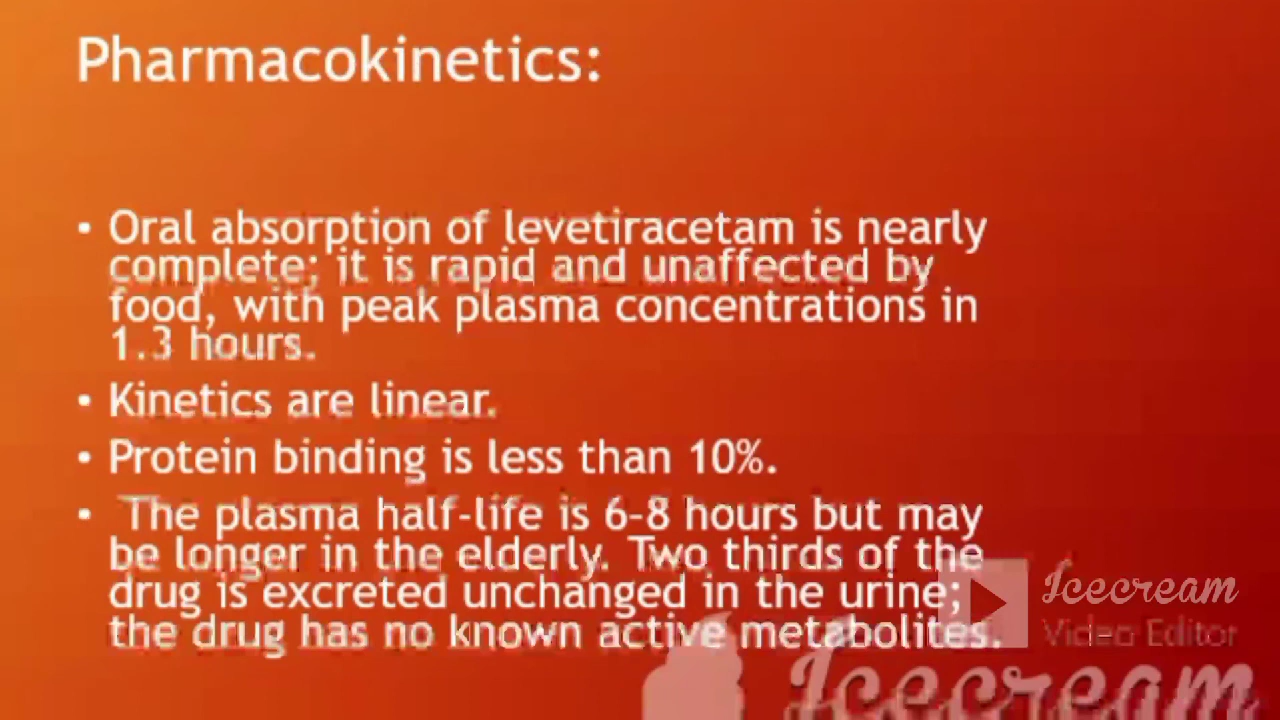 Pharmacokinetics:
• Oral absorption of levetiracetam is nearly
complete; it is rapid and unaffected by
food, with peak plasma concentrations in
1.3 hours.
• Kinetics are linear.
• Protein binding is less than 10%.
• The plasma half-life is 6-8 hours but may
be longer in the elderly. Two thirds of the
drug is excreted unchanged in the urine;
the drug has no known active metabolites.
Icecream
Video Editor
Icecream